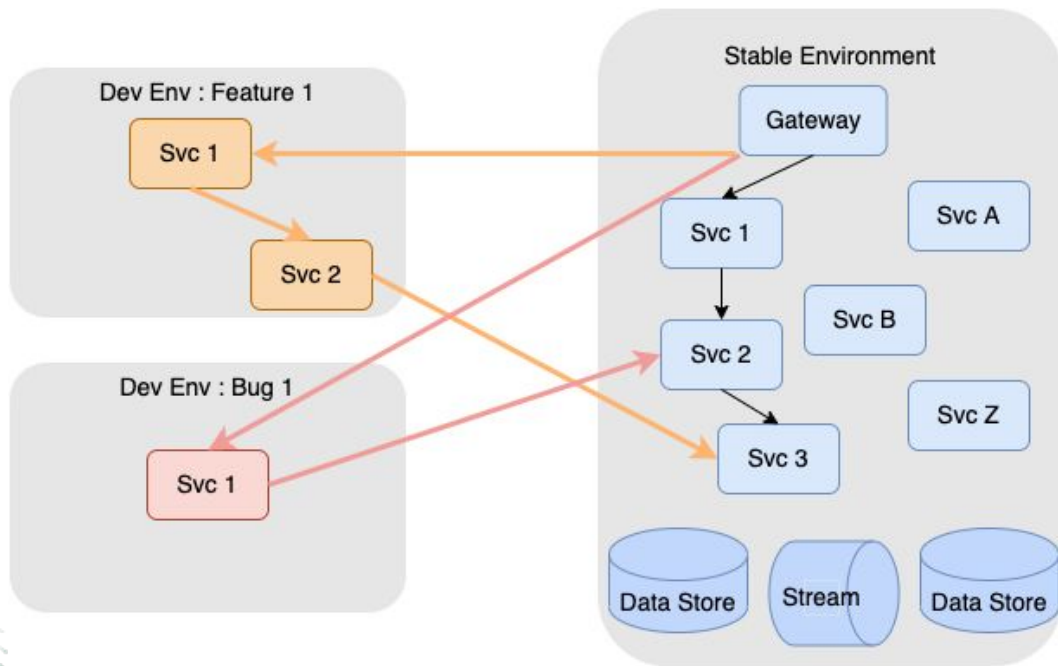 Stable Environment
Dev Env : Feature 1
Gateway
Svc 1
Svc 1
Svc A
Svc 2
Svc B
Svc 2
Dev Env : Bug 1
Svc Z
Svc 3
Svc 1
Data Store
Stream
Data Store